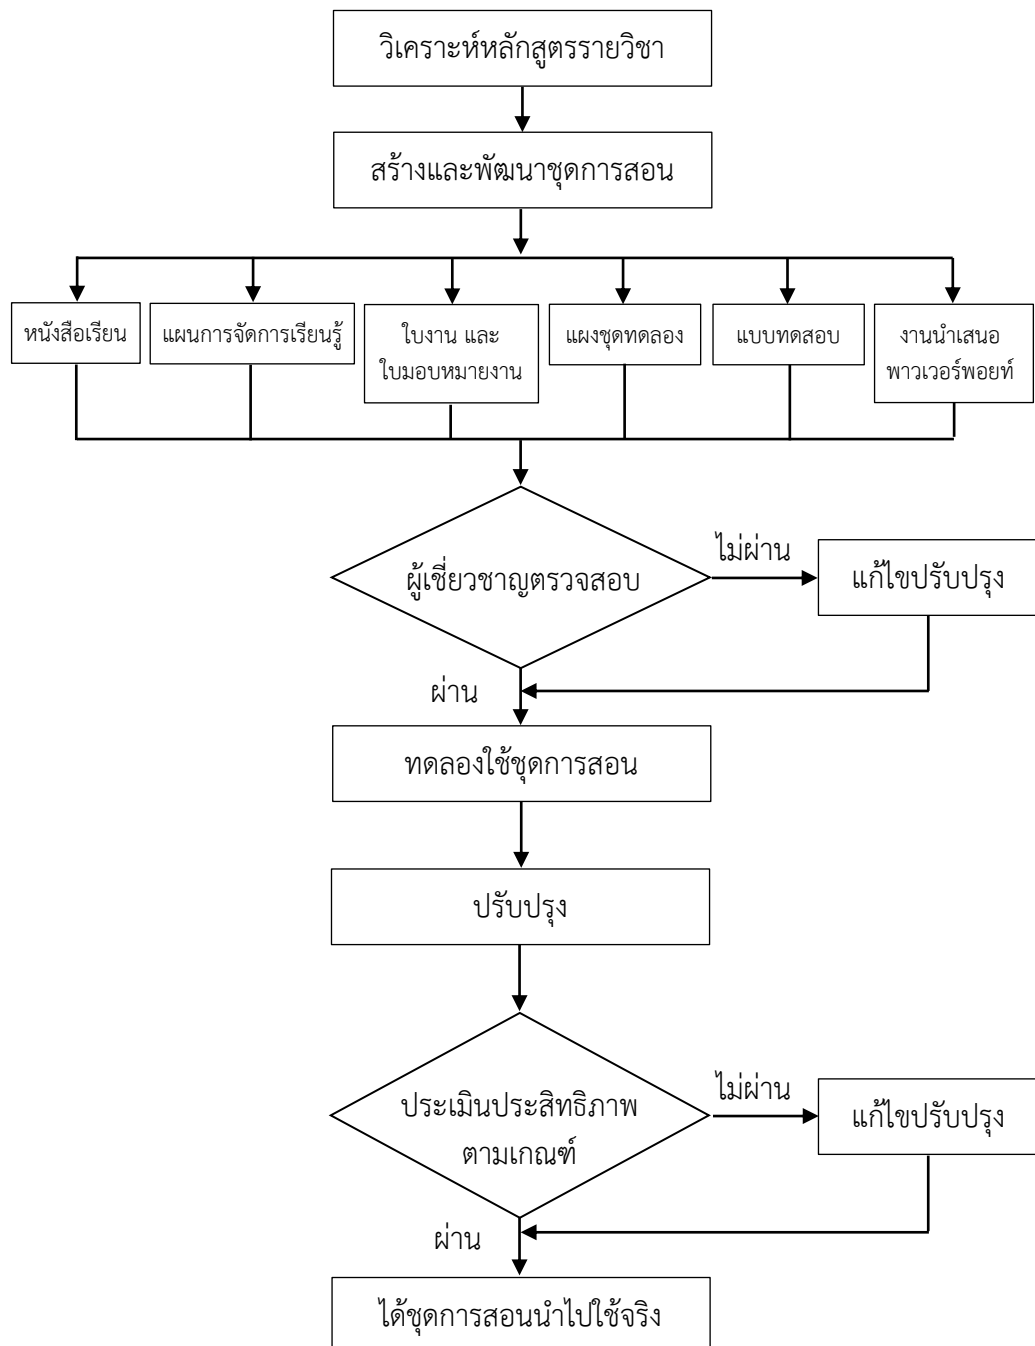 วิเคราะห์หลักสูตรรายวิชา
สร้างและพัฒนาชุดการสอน
หนังสือเรียน
แผนการจัดการเรียนรู้
ใบงาน และ
ใบมอบหมายงาน
แผงชุดทดลอง
แบบทดสอบ
งานนำเสนอ
พาวเวอร์พอยท์
ผู้เชี่ยวชาญตรวจสอบ
ไม่ผ่าน
แก้ไขปรับปรุง
ผ่าน
ทดลองใช้ชุดการสอน
ปรับปรุง
ประเมินประสิทธิภาพ
ตามเกณฑ์
ไม่ผ่าน
แก้ไขปรับปรุง
ผ่าน
ได้ชุดการสอนนำไปใช้จริง